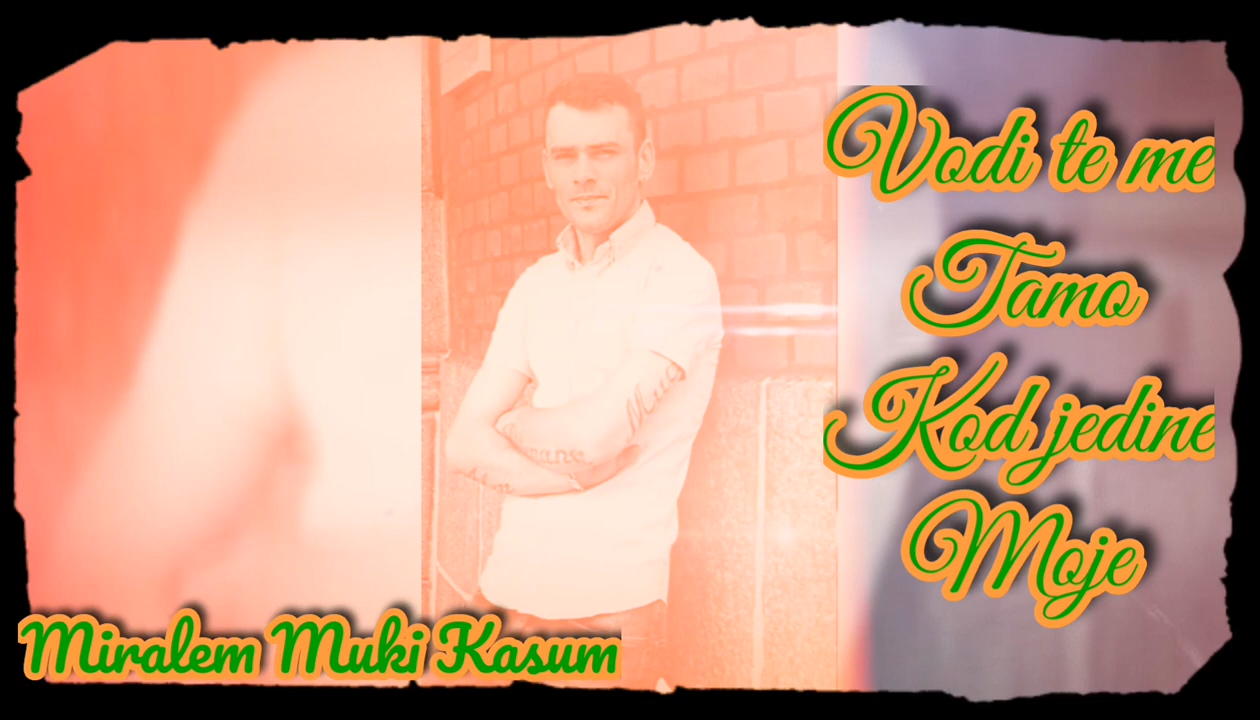 Vodi te me
Tamo
Kod jedine
Moje
Miralem Muki Kasum